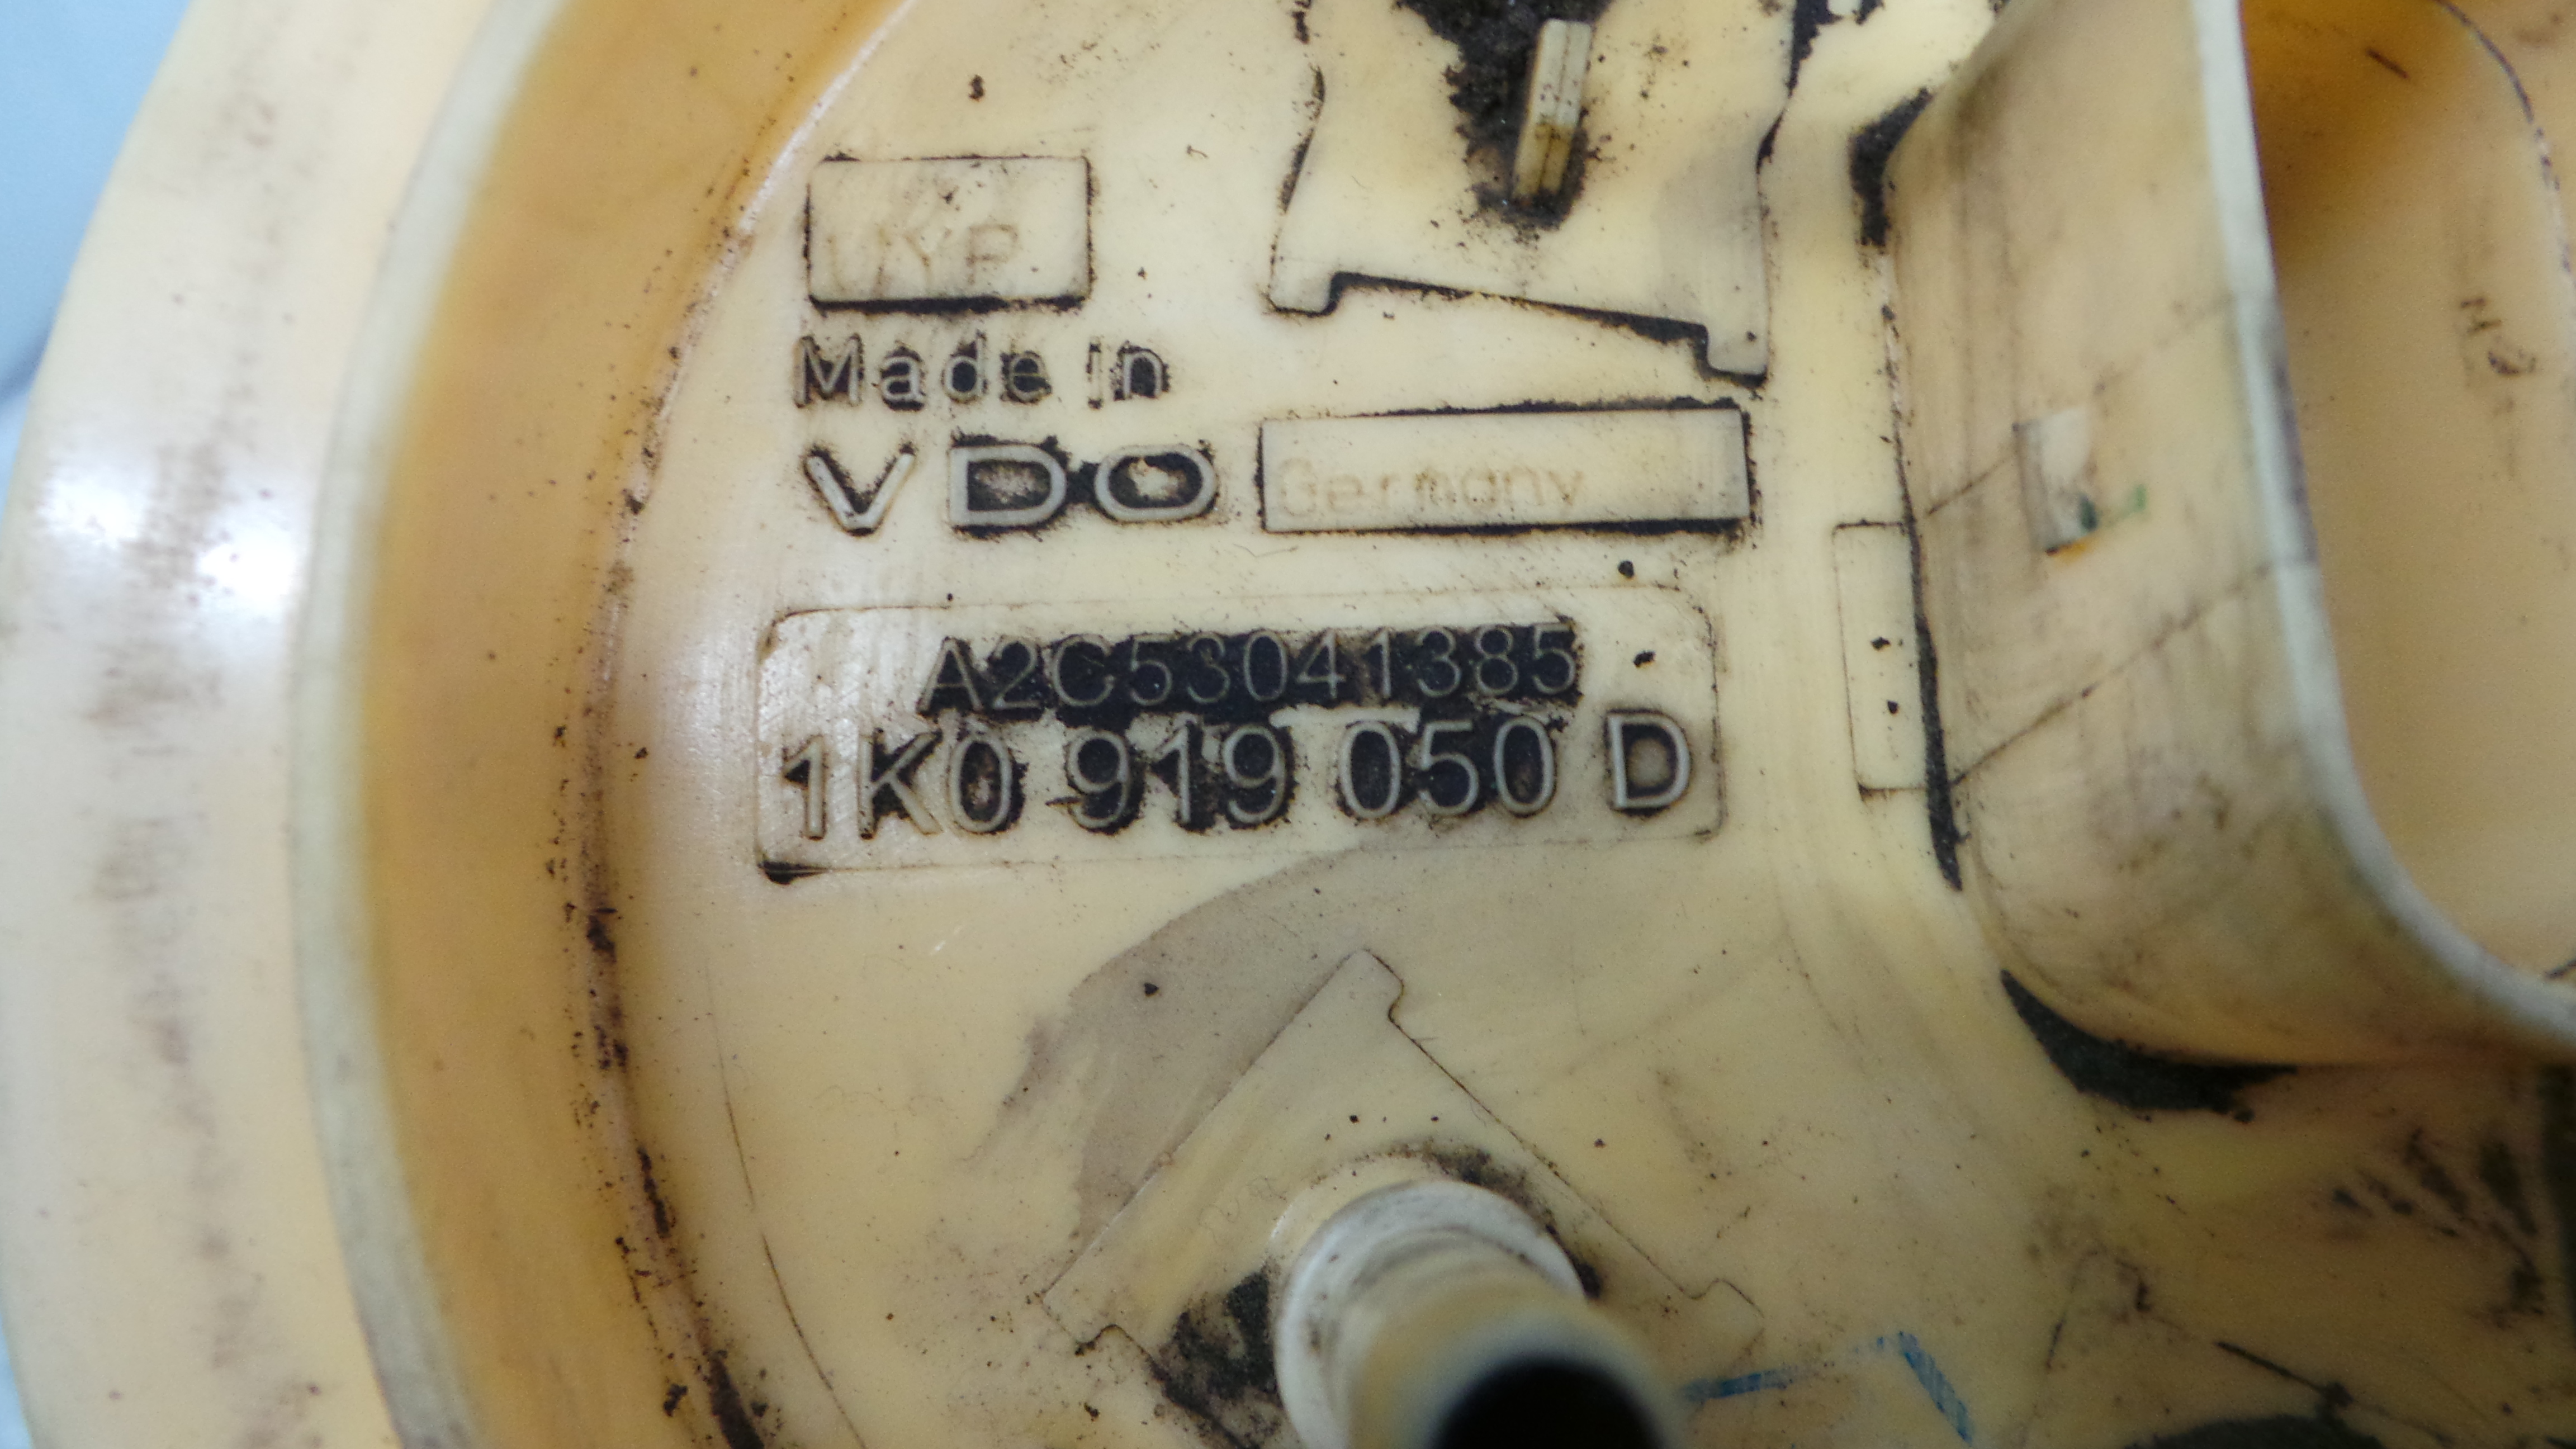 Made in
VDO Germany
A2C53041385
1K0 919 050 D